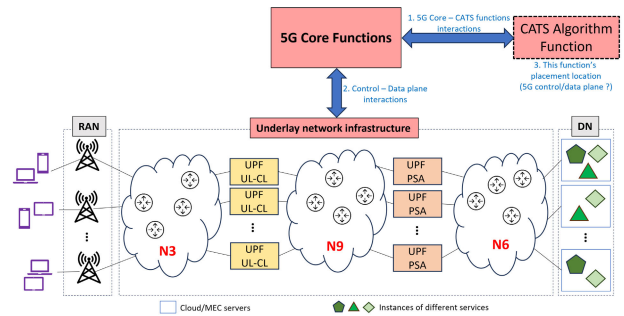 5G Core Functions
1. 5G Core – CATS functions
interactions
CATS Algorithm
Function
3. This function's
placement location
(5G control/data plane ?)
2. Control – Data plane
interactions
RAN
Underlay network infrastructure
DN
UPF
UL-CL
UPF
UL-CL
UPF
UL-CL
UPF
PSA
UPF
PSA
UPF
PSA
N3
N9
N6
Cloud/MEC servers
Instances of different services